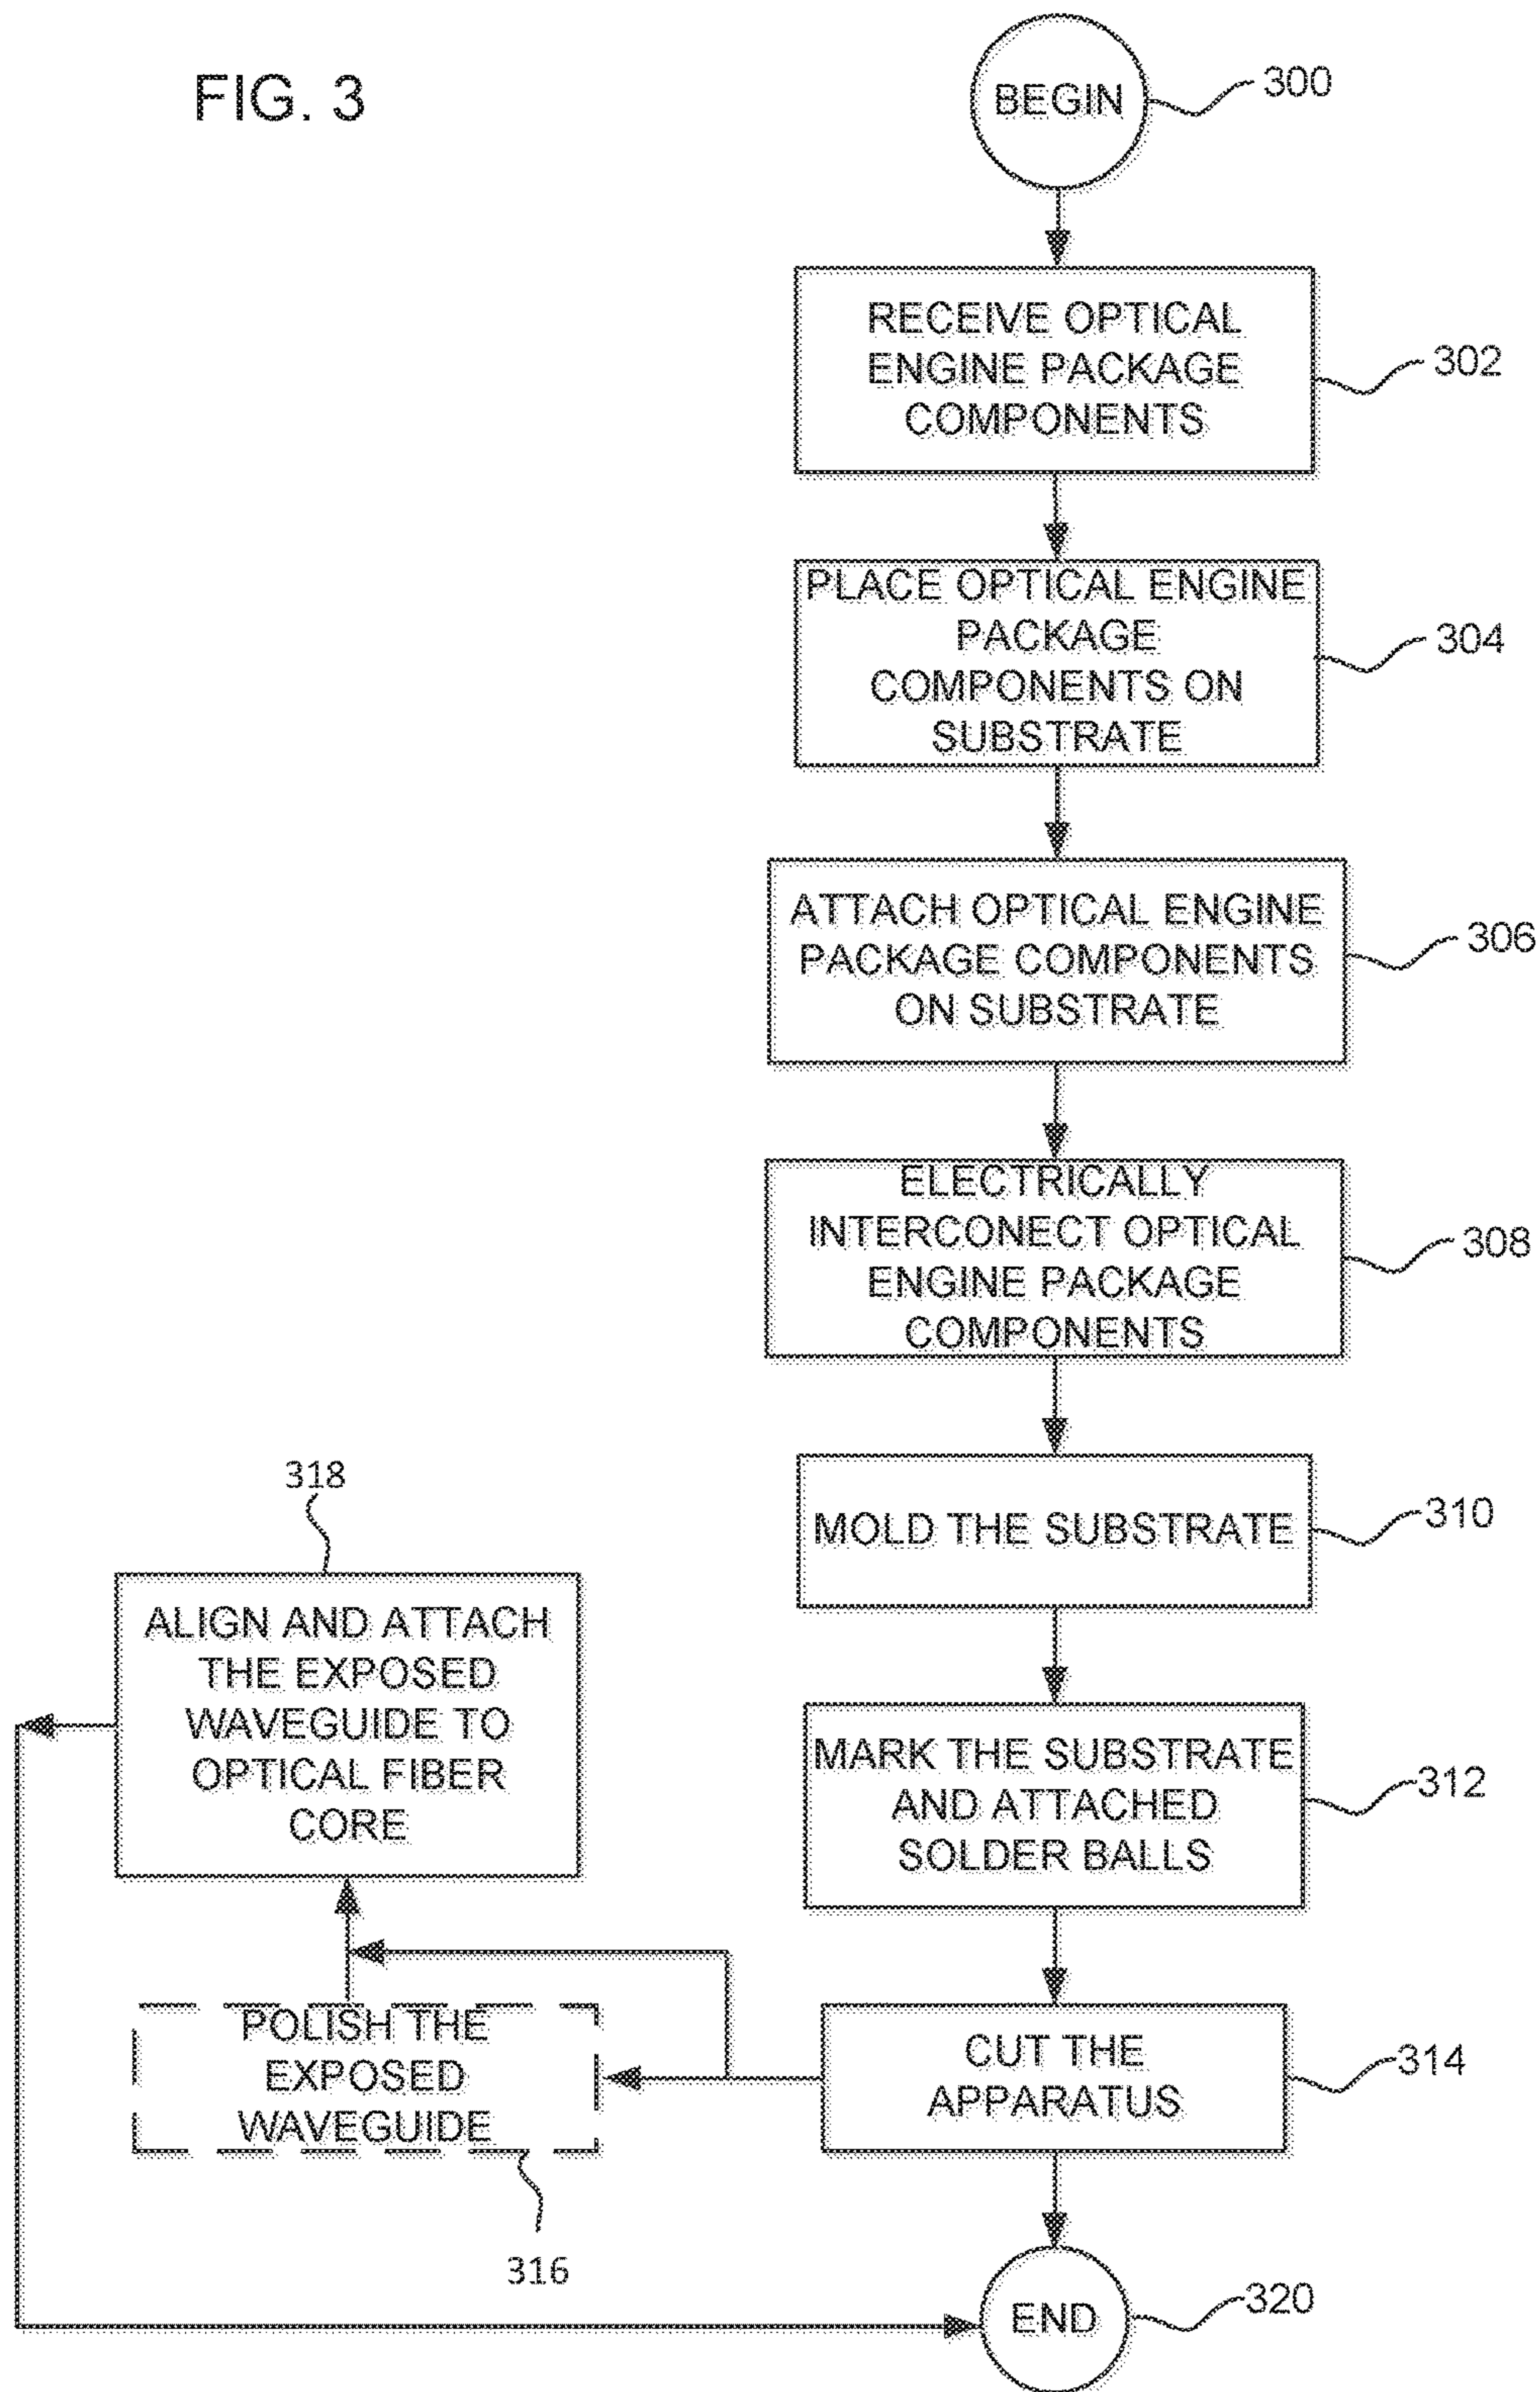 FIG. 3
BEGIN
300
RECEIVE OPTICAL
ENGINE PACKAGE
COMPONENTS
302
PLACE OPTICAL ENGINE
PACKAGE
COMPONENTS ON
SUBSTRATE
304
ATTACH OPTICAL ENGINE
PACKAGE COMPONENTS
ON SUBSTRATE
306
ELECTRICALLY
INTERCONECT OPTICAL
ENGINE PACKAGE
COMPONENTS
308
MOLD THE SUBSTRATE
310
MARK THE SUBSTRATE
AND ATTACHED
SOLDER BALLS
312
CUT THE
APPARATUS
314
POLISH THE
EXPOSED
WAVEGUIDE
316
318
ALIGN AND ATTACH
THE EXPOSED
WAVEGUIDE TO
OPTICAL FIBER
CORE
END
320